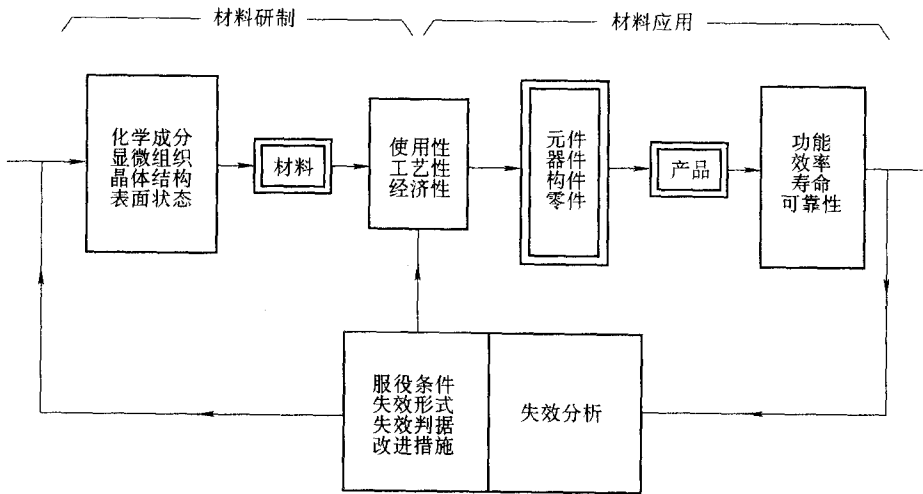 材料研制
材料应用
化学成分
显微组织
晶体结构
表面状态
材料
使用性
工艺性
经济性
元件
器件
构件
零件
产品
功能
效率
寿命
可靠性
服役条件
失效形式
失效判据
改进措施
失效分析